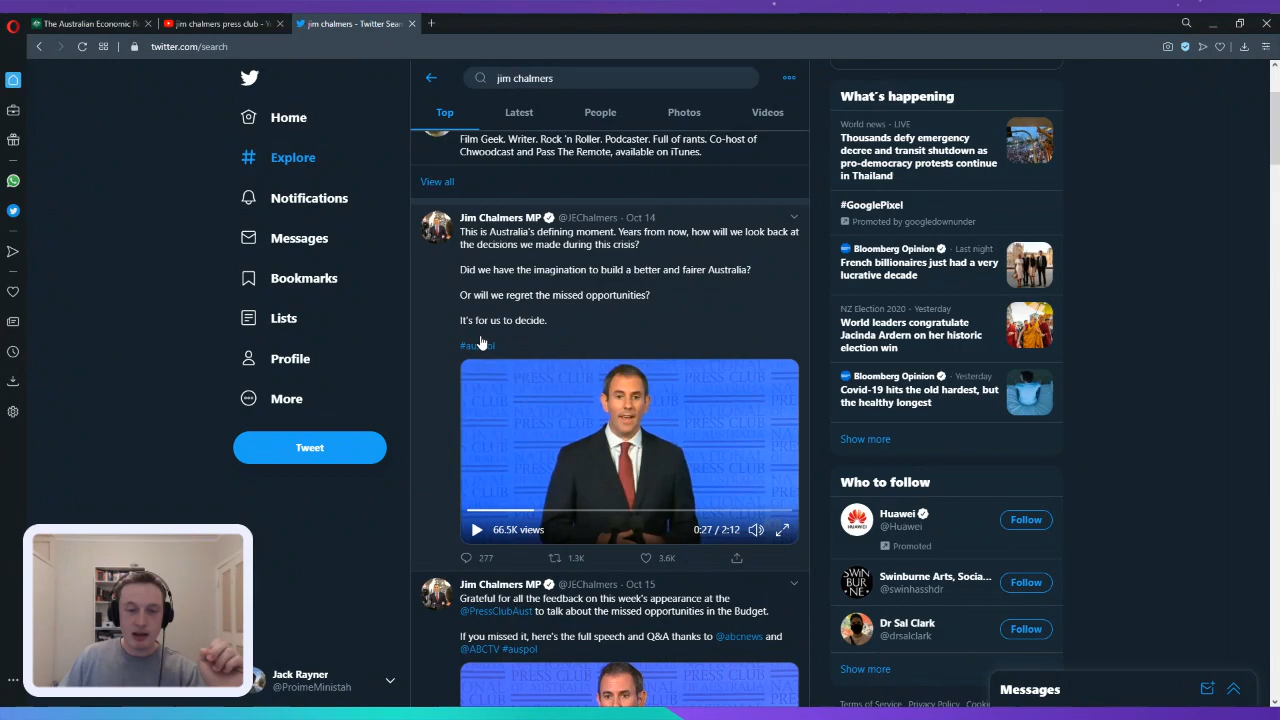 The Australian Economic R
jim chalmers press club - Y
jim chalmers - Twitter Sear
twitter.com/search
Home
Explore
Notifications
Messages
Bookmarks
Lists
Profile
More
Tweet
Jack Rayner
@ProimeMinistah
jim chalmers
Top
Latest
People
Photos
Videos
Film Geek. Writer. Rock 'n Roller. Podcaster. Full of rants. Co-host of
Chwoodcast and Pass The Remote, available on iTunes.
View all
Jim Chalmers MP @JEChalmers · Oct 14
This is Australia's defining moment. Years from now, how will we look back at
the decisions we made during this crisis?
Did we have the imagination to build a better and fairer Australia?
Or will we regret the missed opportunities?
It's for us to decide.
#auspol
PRESS CLUB
NATIONAL
66.5K views
0:27 / 2:12
277
1.3K
3.6K
Jim Chalmers MP @JEChalmers · Oct 15
Grateful for all the feedback on this week's appearance at the
@PressClubAust to talk about the missed opportunities in the Budget.
If you missed it, here's the full speech and Q&A thanks to @abcnews and
@ABCTV #auspol
What's happening
World news · LIVE
Thousands defy emergency
decree and transit shutdown as
pro-democracy protests continue
in Thailand
#GooglePixel
Promoted by googledownunder
Bloomberg Opinion · Last night
French billionaires just had a very
lucrative decade
NZ Election 2020 · Yesterday
World leaders congratulate
Jacinda Ardern on her historic
election win
Bloomberg Opinion · Yesterday
Covid-19 hits the old hardest, but
the healthy longest
Show more
Who to follow
Huawei
@Huawei
Follow
Promoted
SWIN
BUR
NE
Swinburne Arts, Socia...
@swinhasshdr
Follow
Dr Sal Clark
@drsalclark
Follow
Show more
Terms of Service Privacy Policy Cookie
Messages